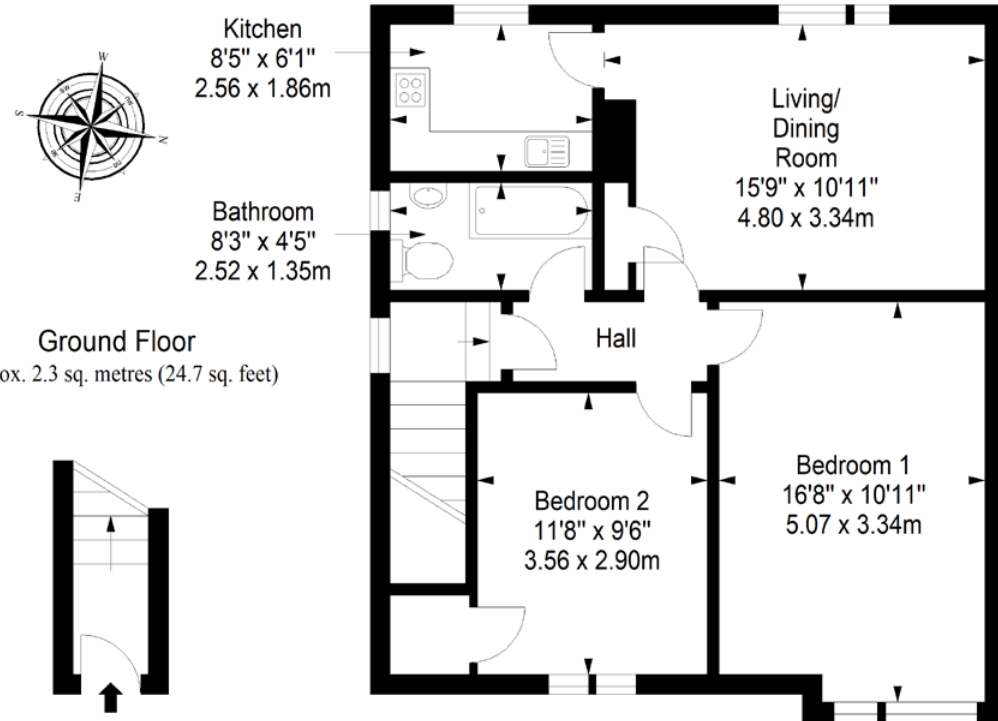 Kitchen
8'5" x 6'1"
2.56 x 1.86m
W
S
N
E
Living/
Dining
Room
15'9" x 10'11"
4.80 x 3.34m
Bathroom
8'3" x 4'5"
2.52 x 1.35m
Ground Floor
ox. 2.3 sq. metres (24.7 sq. feet)
Hall
Bedroom 1
16'8" x 10'11"
5.07 x 3.34m
Bedroom 2
11'8" x 9'6"
3.56 x 2.90m